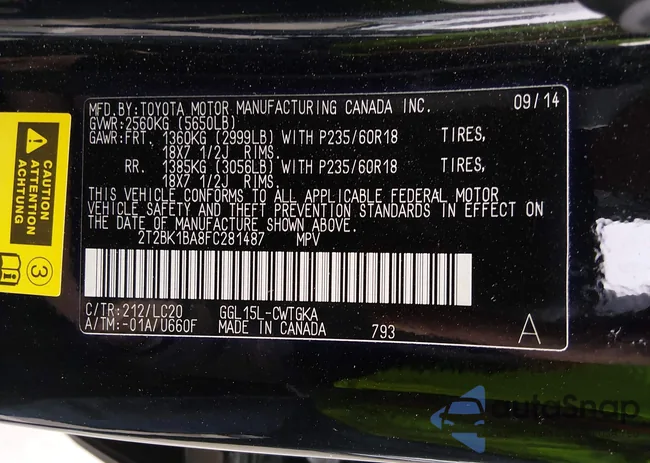 MFD.BY:TOYOTA MOTOR MANUFACTURING CANADA INC. 09/14
GVWR:2560KG (5650LB)
GAWR:FRT. 1360KG (2999LB) WITH P235/60R18 TIRES,
18X7 1/2J RIMS.
RR. 1385KG (3056LB) WITH P235/60R18 TIRES,
18X7 1/2J RIMS.
THIS VEHICLE CONFORMS TO ALL APPLICABLE FEDERAL MOTOR
VEHICLE SAFETY AND THEFT PREVENTION STANDARDS IN EFFECT ON
THE DATE OF MANUFACTURE SHOWN ABOVE.
2T2BK1BA8FC281487 MPV
C/TR:212/LC20 GGL15L-CWTGKA
A/TM:-01A/U660F MADE IN CANADA 793 A
CAUTION
ATTENTION
ACHTUNG
3
autoSnap